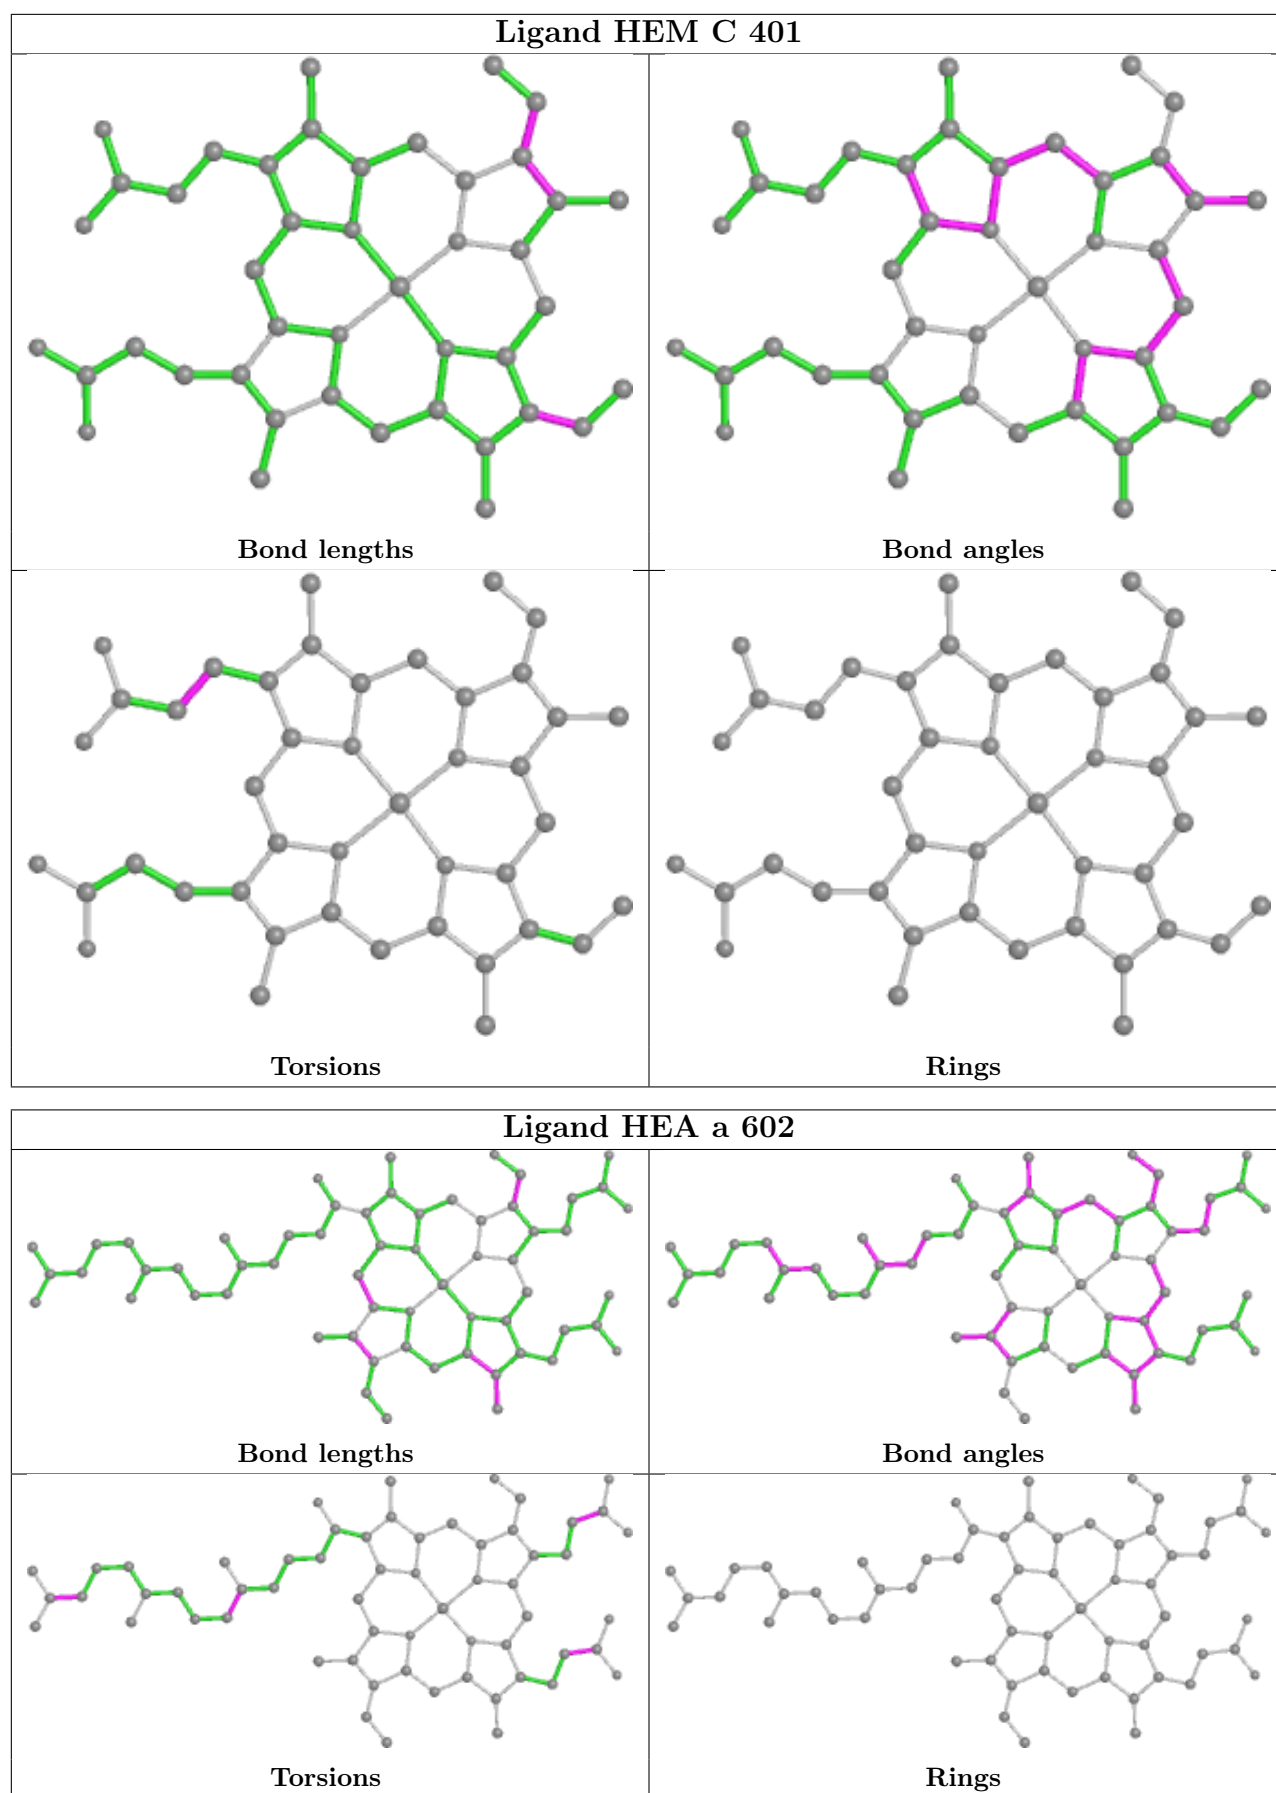 Ligand HEM C 401
Bond lengths
Bond angles
Torsions
Rings
Ligand HEA a 602
Bond lengths
Bond angles
Torsions
Rings